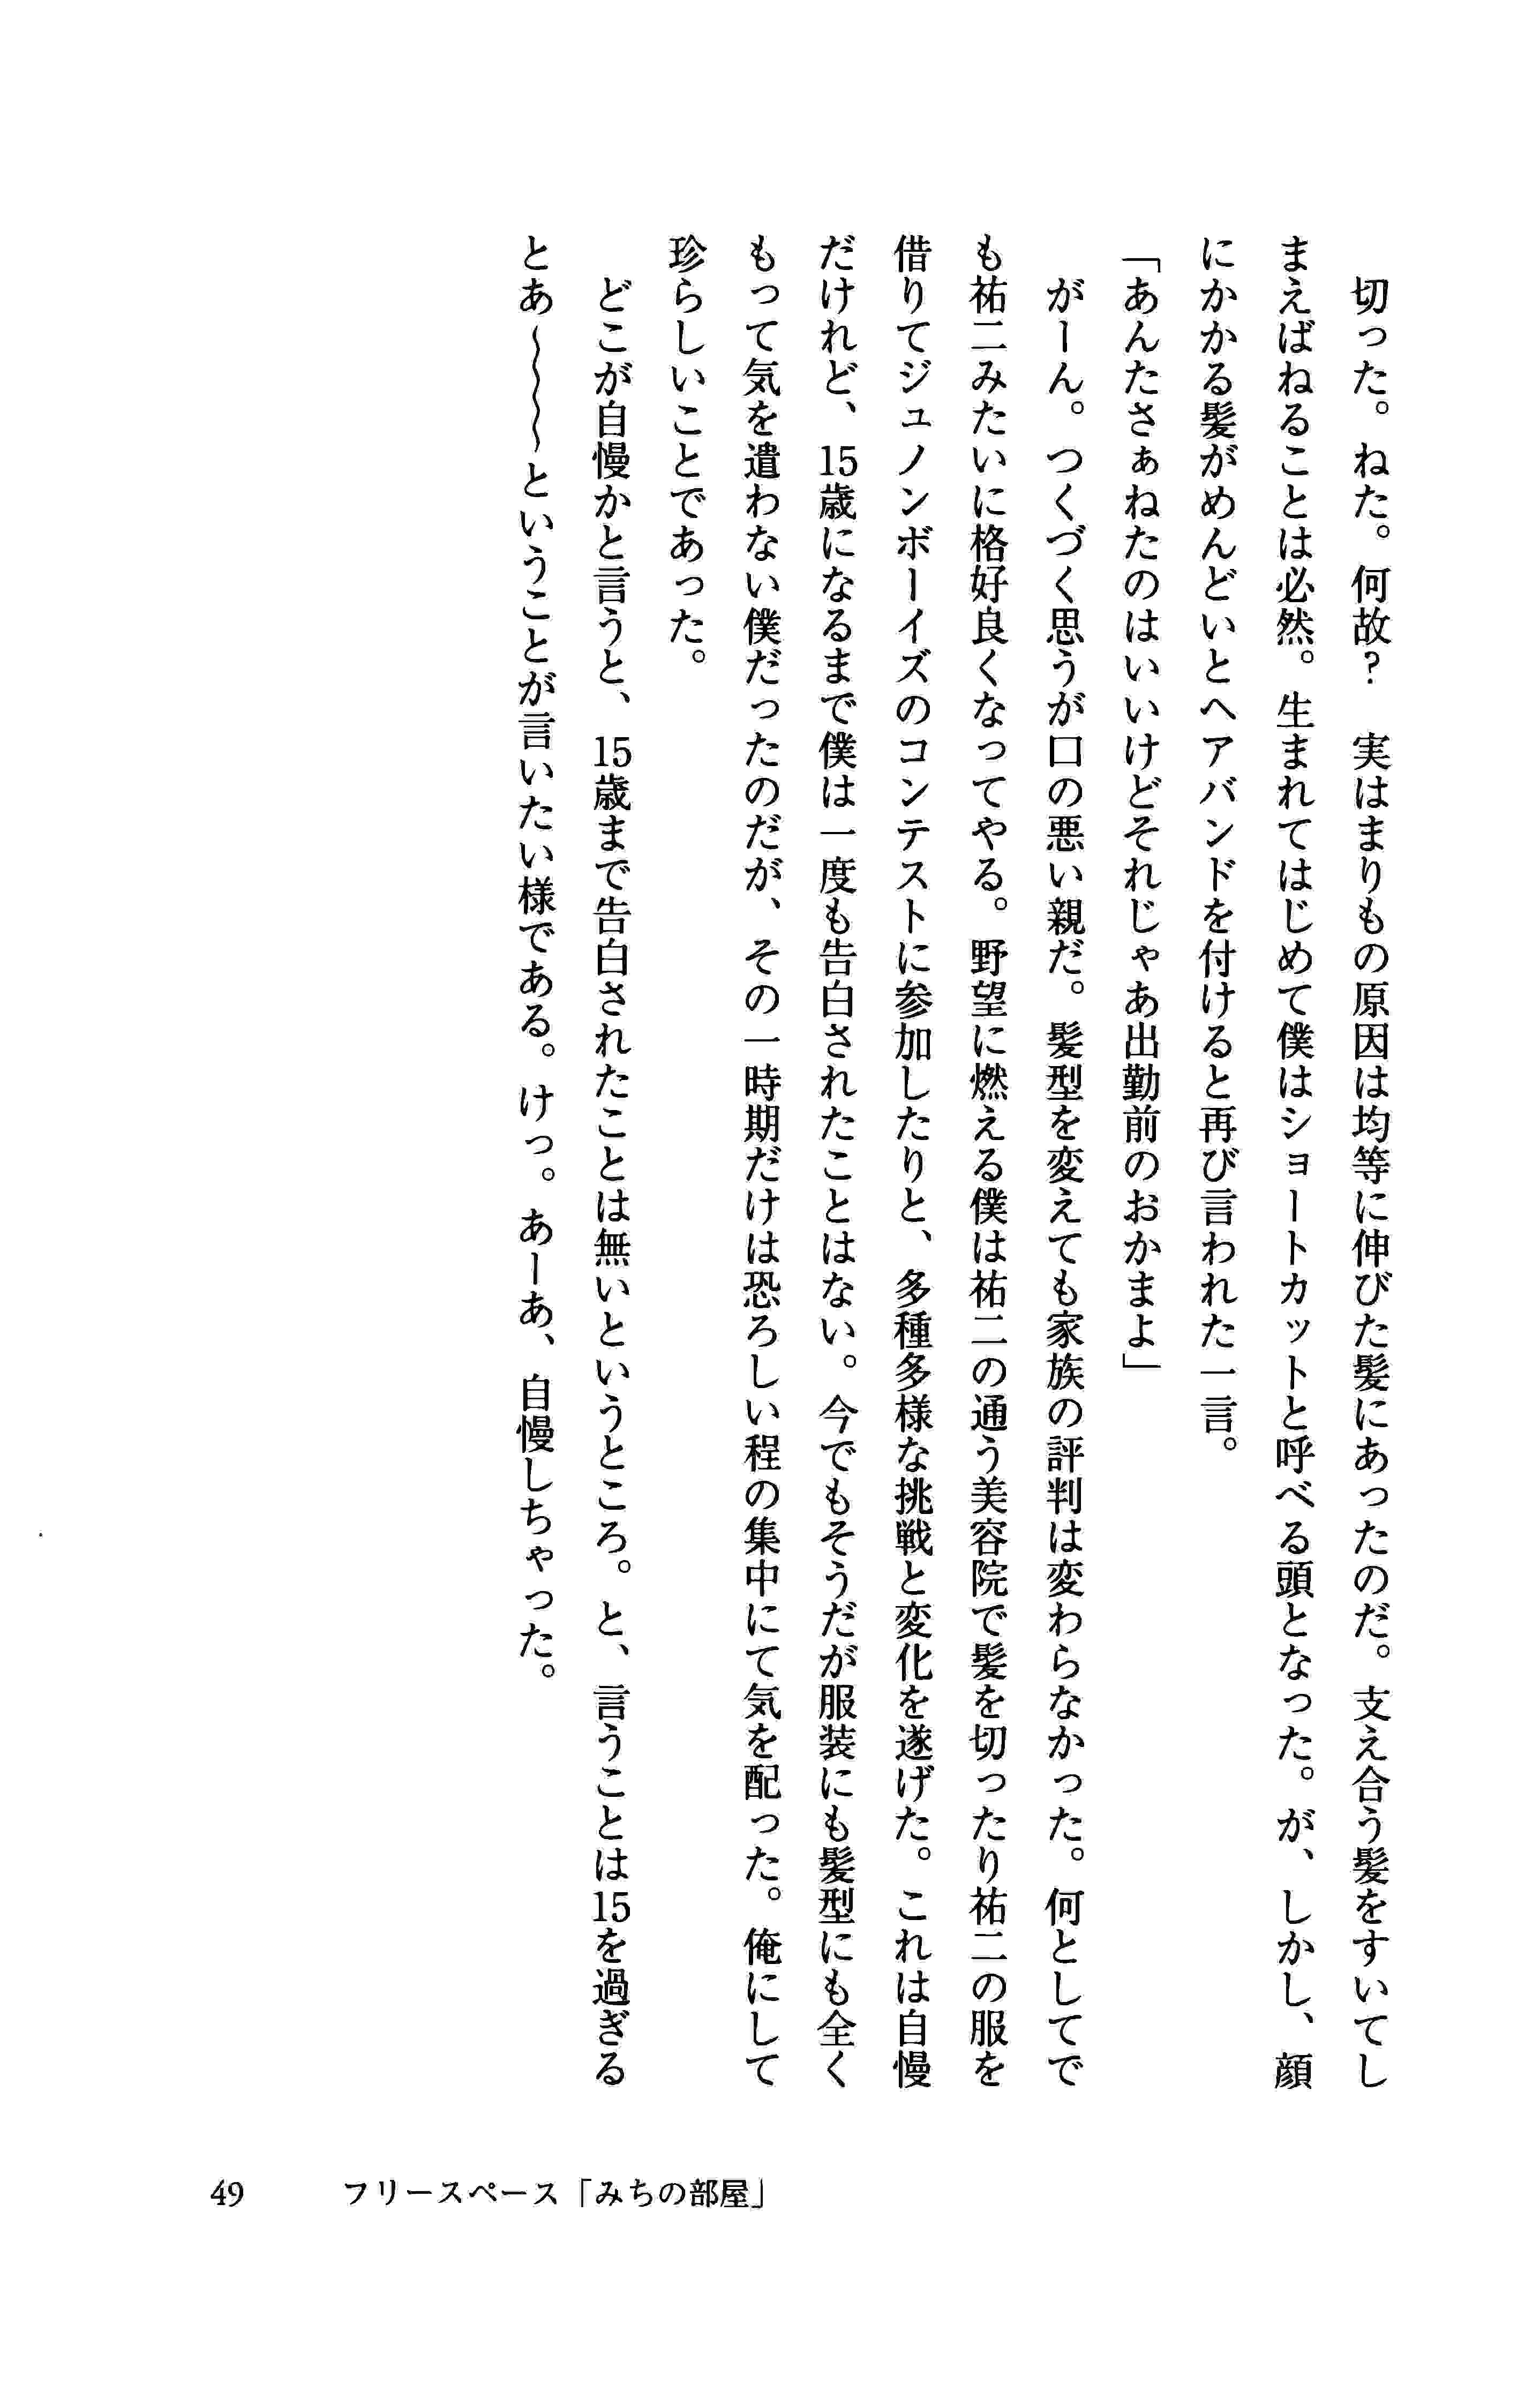 切った。ねた。何故？　実はまりもの原因は均等に伸びた髪にあったのだ。支え合う髪をすいてし
まえばねることは必然。生まれてはじめて僕はショートカットと呼べる頭となった。が、しかし、顔
にかかる髪がめんどいとヘアバンドを付けると再び言われた一言。
「あんたさぁねたのはいいけどそれじゃあ出勤前のおかまよ」
　がーん。つくづく思うが口の悪い親だ。髪型を変えても家族の評判は変わらなかった。何としてで
も祐二みたいに格好良くなってやる。野望に燃える僕は祐二の通う美容院で髪を切ったり祐二の服を
借りてジュノンボーイズのコンテストに参加したりと、多種多様な挑戦と変化を遂げた。これは自慢
だけれど、15歳になるまで僕は一度も告白されたことはない。今でもそうだが服装にも髪型にも全く
もって気を遣わない僕だったのだが、その一時期だけは恐ろしい程の集中にて気を配った。俺にして
珍らしいことであった。
　どこが自慢かと言うと、15歳まで告白されたことは無いというところ。と、言うことは15を過ぎる
とあ〜〜〜ということが言いたい様である。けっ。あーあ、自慢しちゃった。
フリースペース「みちの部屋」
49